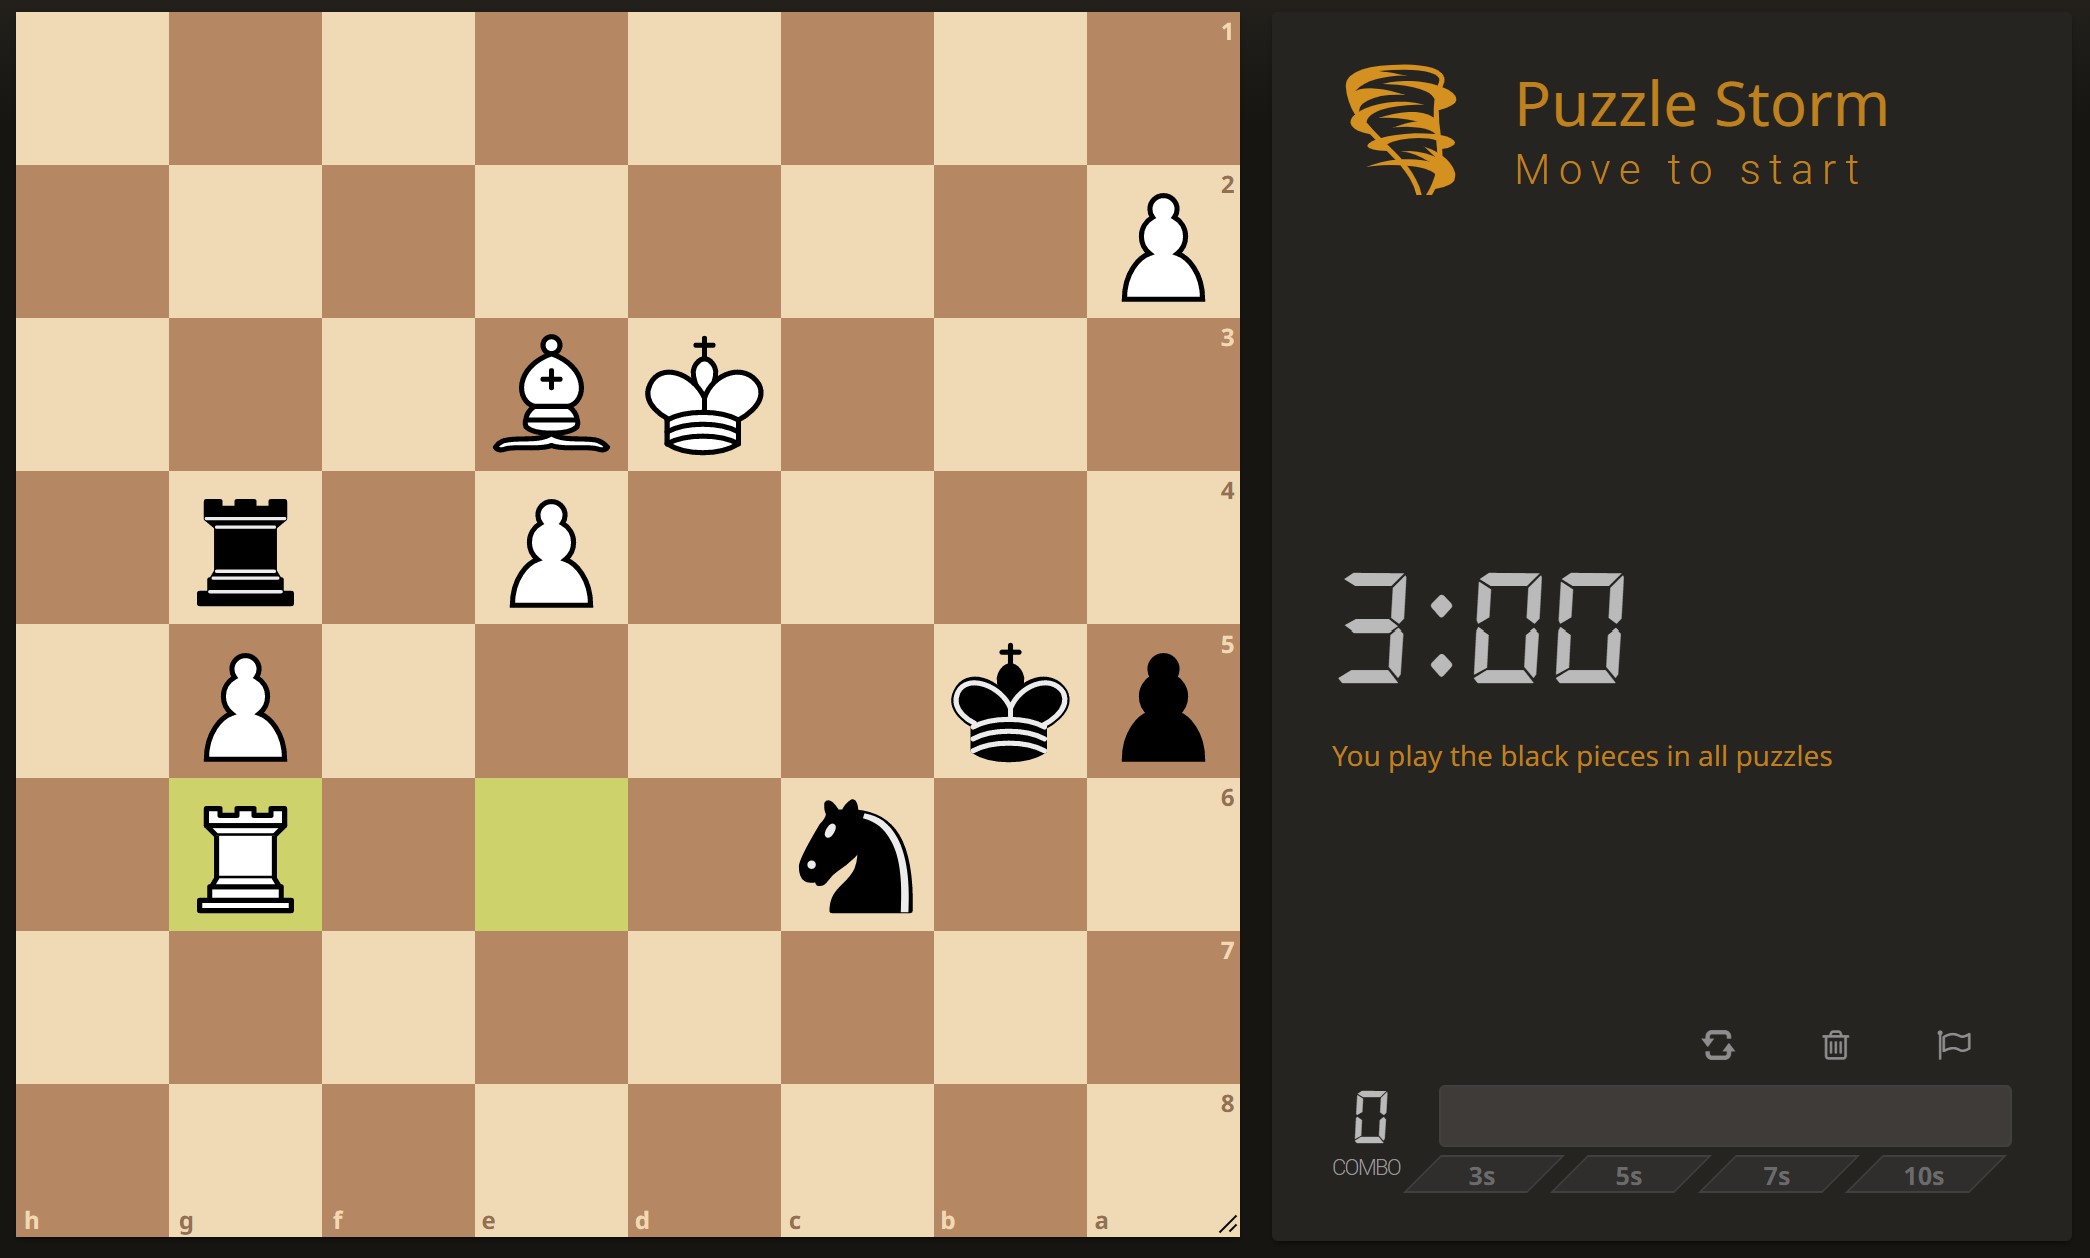 1
2
3
4
5
6
7
8
h g f e d c b a
Puzzle Storm
Move to start
3:00
You play the black pieces in all puzzles
0
COMBO
3s 5s 7s 10s